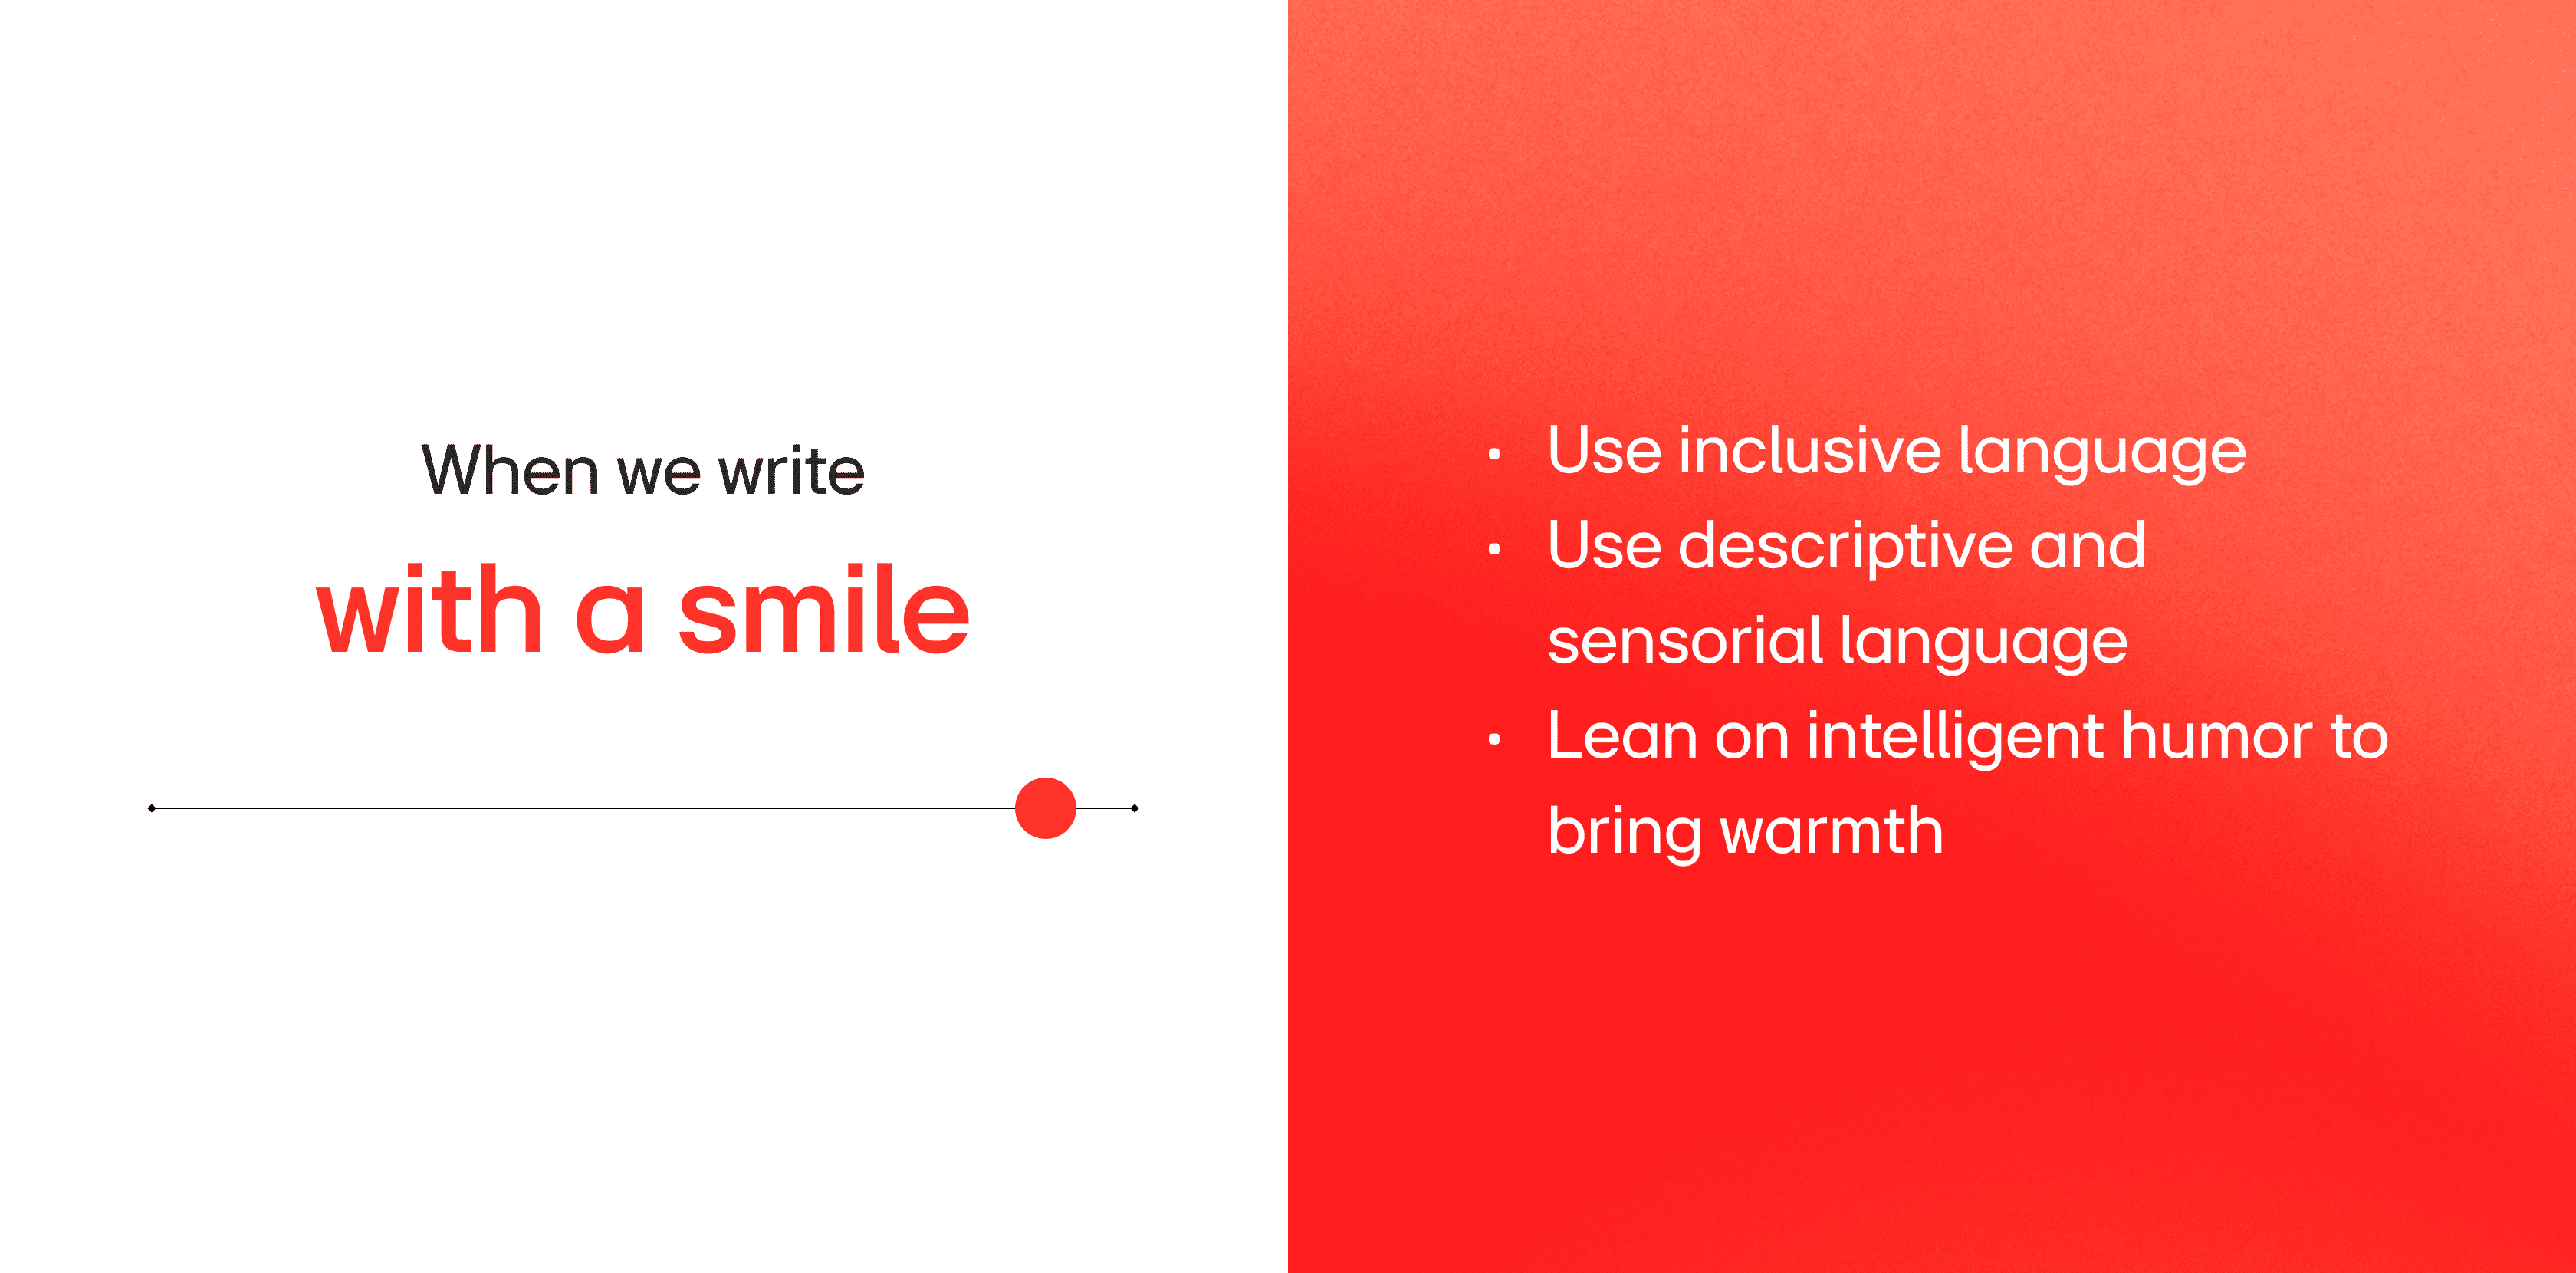 When we write
with a smile
Use inclusive language
Use descriptive and
sensorial language
Lean on intelligent humor to
bring warmth